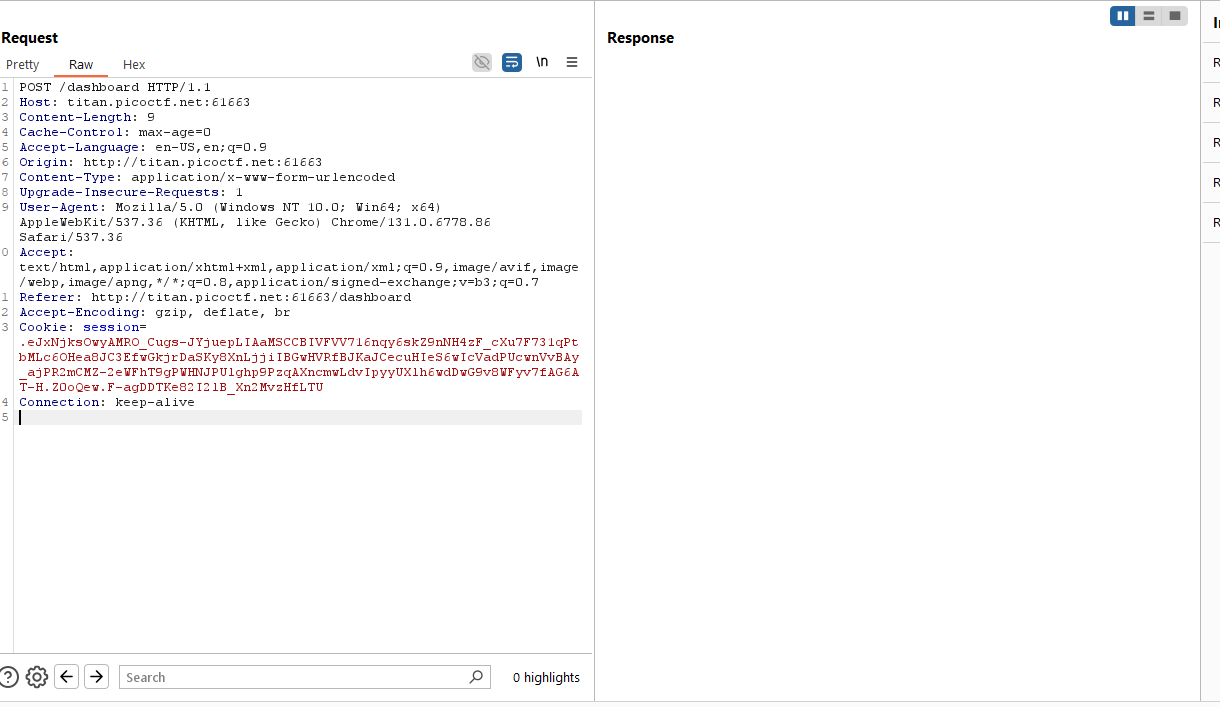 Request
Response
Pretty Raw Hex \n
1 POST /dashboard HTTP/1.1
2 Host: titan.picoctf.net:61663
3 Content-Length: 9
4 Cache-Control: max-age=0
5 Accept-Language: en-US,en;q=0.9
6 Origin: http://titan.picoctf.net:61663
7 Content-Type: application/x-www-form-urlencoded
8 Upgrade-Insecure-Requests: 1
9 User-Agent: Mozilla/5.0 (Windows NT 10.0; Win64; x64)
AppleWebKit/537.36 (KHTML, like Gecko) Chrome/131.0.6778.86
Safari/537.36
0 Accept:
text/html,application/xhtml+xml,application/xml;q=0.9,image/avif,image
/webp,image/apng,*/*;q=0.8,application/signed-exchange;v=b3;q=0.7
1 Referer: http://titan.picoctf.net:61663/dashboard
2 Accept-Encoding: gzip, deflate, br
3 Cookie: session=
.eJxNjksOwyAMRO_Cugs-JYjuepLIAaMSCCBIVFVV716nqy6skZ9nNH4zF_cXu7F731qPt
bMLc6OHea8JC3EfwGkjrDaSKy8XnLjjiIBGwHVRfBJKaJCecuHIeS6wIcVadPUcwnVvBAy
_ajPR2mCMZ-2eWFhT9gPWHNJPUlghp9PzqAXncmwLdvIpyyUXlh6wdDwG9v8WFyv7fAG6A
T-H.Z0oQew.F-agDDTKe82I2lB_Xn2MvzHfLTU
4 Connection: keep-alive
5
Search 0 highlights
R
R
R
R
R